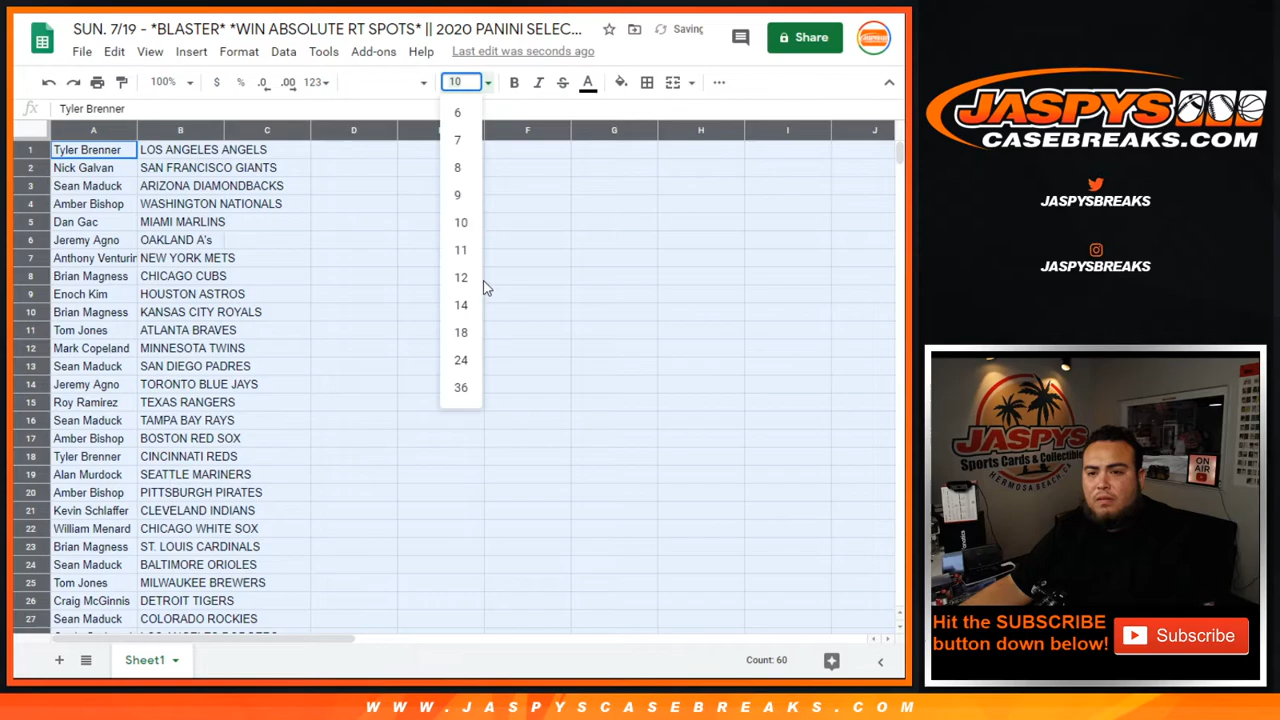 SUN. 7/19 - *BLASTER* *WIN ABSOLUTE RT SPOTS* || 2020 PANINI SELEC...
Saving
Share
File Edit View Insert Format Data Tools Add-ons Help Last edit was seconds ago
100% $ % .0 .00 123 10 B I S A
fx Tyler Brenner
A B C D F G H I J
1 Tyler Brenner LOS ANGELES ANGELS
2 Nick Galvan SAN FRANCISCO GIANTS
3 Sean Maduck ARIZONA DIAMONDBACKS
4 Amber Bishop WASHINGTON NATIONALS
5 Dan Gac MIAMI MARLINS
6 Jeremy Agno OAKLAND A's
7 Anthony Venturin NEW YORK METS
8 Brian Magness CHICAGO CUBS
9 Enoch Kim HOUSTON ASTROS
10 Brian Magness KANSAS CITY ROYALS
11 Tom Jones ATLANTA BRAVES
12 Mark Copeland MINNESOTA TWINS
13 Sean Maduck SAN DIEGO PADRES
14 Jeremy Agno TORONTO BLUE JAYS
15 Roy Ramirez TEXAS RANGERS
16 Sean Maduck TAMPA BAY RAYS
17 Amber Bishop BOSTON RED SOX
18 Tyler Brenner CINCINNATI REDS
19 Alan Murdock SEATTLE MARINERS
20 Amber Bishop PITTSBURGH PIRATES
21 Kevin Schlaffer CLEVELAND INDIANS
22 William Menard CHICAGO WHITE SOX
23 Brian Magness ST. LOUIS CARDINALS
24 Sean Maduck BALTIMORE ORIOLES
25 Tom Jones MILWAUKEE BREWERS
26 Craig McGinnis DETROIT TIGERS
27 Sean Maduck COLORADO ROCKIES
6
7
8
9
10
11
12
14
18
24
36
Sheet1
Count: 60
JASPYS
CASEBREAKS.COM
JASPYSBREAKS
JASPYSBREAKS
JASPYS
Sports Cards & Collectibles
HERMOSA BEACH, CA
ON AIR
Hit the SUBSCRIBE
button down below!
Subscribe
WWW.JASPYSCASEBREAKS.COM